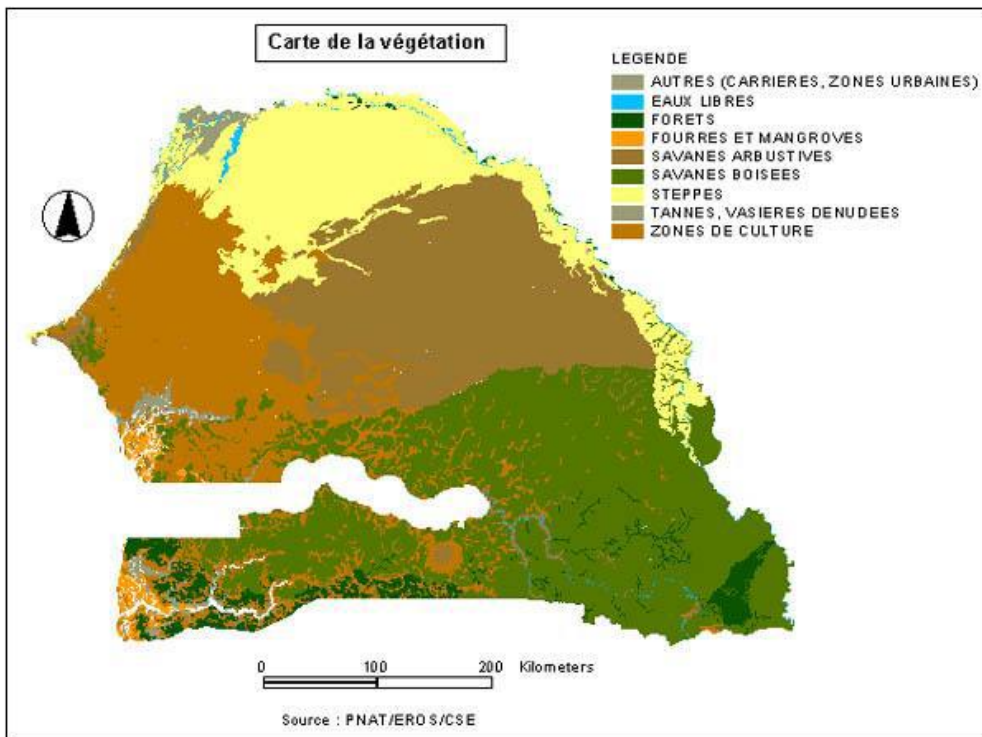 Carte de la végétation
LEGENDE
AUTRES (CARRIERES, ZONES URBAINES)
EAUX LIBRES
FORETS
FOURRES ET MANGROVES
SAVANES ARBUSTIVES
SAVANES BOISEES
STEPPES
TANNES, VASIERES DENUDEES
ZONES DE CULTURE
0 100 200 Kilometers
Source : PNAT/EROS/CSE